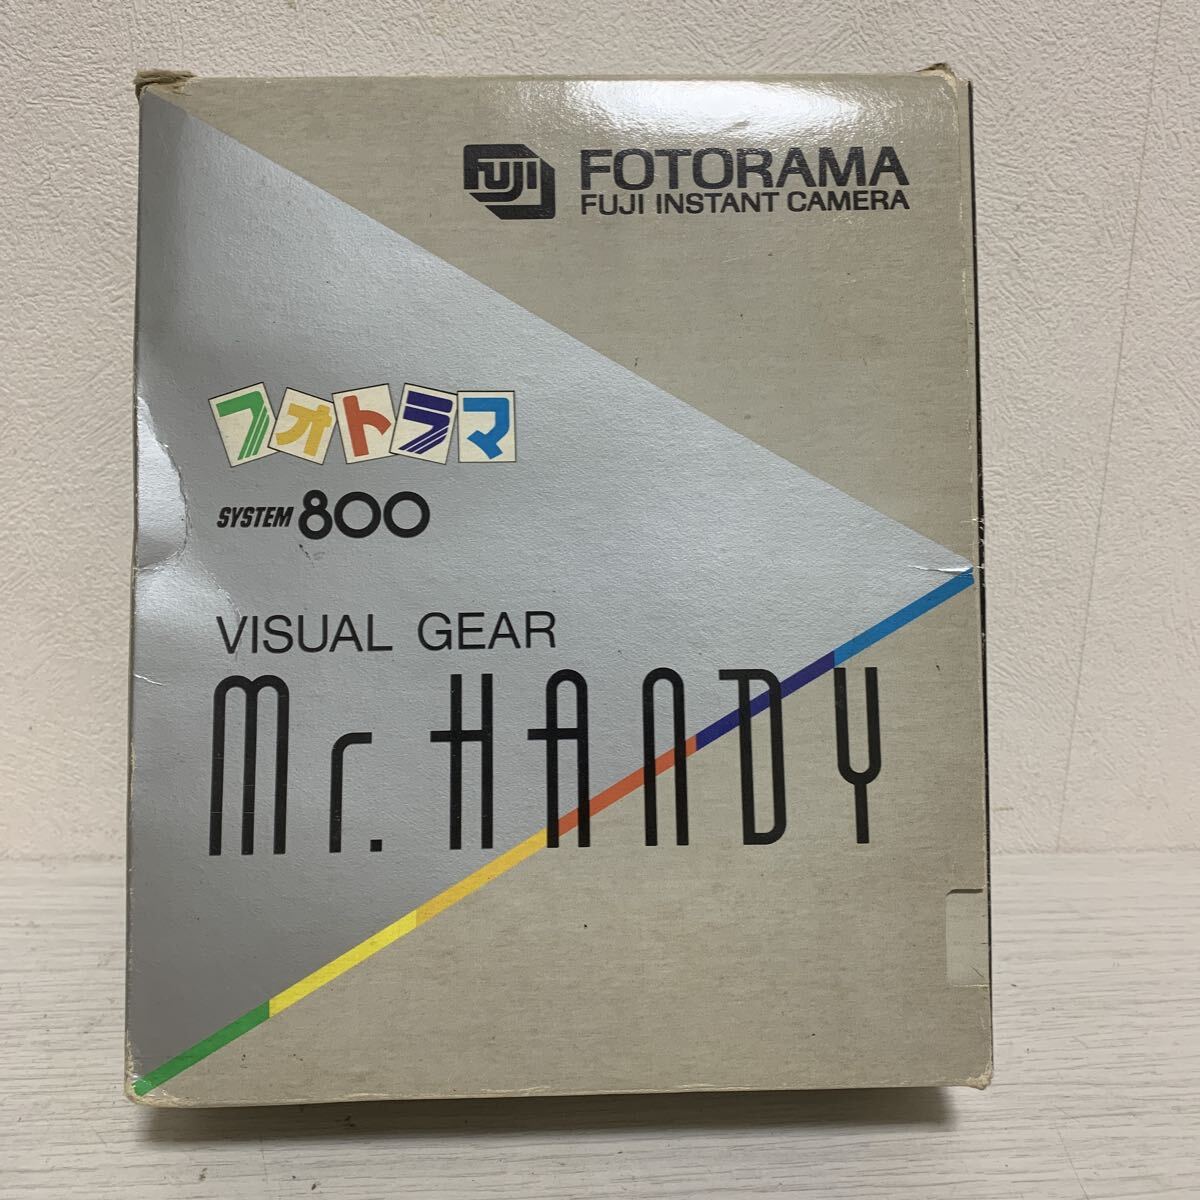 FUJI FOTORAMA
FUJI INSTANT CAMERA
フォトラマ
SYSTEM 800
VISUAL GEAR
Mr. HANDY